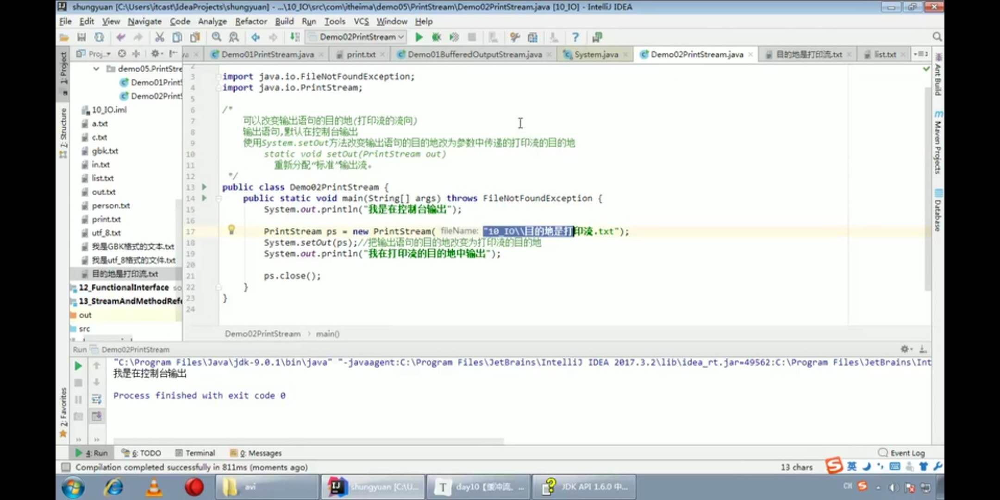 shungyuan [C:\Users\itcast\IdeaProjects\shungyuan] - ...\10_IO\src\com\itheima\demo05\PrintStream\Demo02PrintStream.java [10_IO] - IntelliJ IDEA
File Edit View Navigate Code Analyze Refactor Build Run Tools VCS Window Help
Demo02PrintStream
Proj... Demo01PrintStream.java print.txt Demo01BufferedOutputStream.java System.java Demo02PrintStream.java 目的地是打印流.txt list.txt
1: Project
Z: Structure
2: Favorites
Ant Build
Maven Projects
Database
demo05.PrintStre
Demo01PrintS
Demo02PrintS
10_IO.iml
a.txt
c.txt
gbk.txt
in.txt
list.txt
out.txt
person.txt
print.txt
utf_8.txt
我是GBK格式的文本.txt
我是utf_8格式的文件.txt
目的地是打印流.txt
12_FunctionalInterface so
13_StreamAndMethodRefe
out
src
2
3 import java.io.FileNotFoundException;
4 import java.io.PrintStream;
5
6 /*
7 可以改变输出语句的目的地(打印流的流向)
8 输出语句,默认在控制台输出
9 使用System.setOut方法改变输出语句的目的地改为参数中传递的打印流的目的地
10 static void setOut(PrintStream out)
11 重新分配“标准”输出流。
12 */
13 public class Demo02PrintStream {
14 public static void main(String[] args) throws FileNotFoundException {
15 System.out.println("我是在控制台输出");
16
17 PrintStream ps = new PrintStream( fileName: "10_IO\\目的地是打印流.txt");
18 System.setOut(ps);//把输出语句的目的地改变为打印流的目的地
19 System.out.println("我在打印流的目的地中输出");
20
21 ps.close();
22 }
23 }
24
Demo02PrintStream › main()
Run Demo02PrintStream
"C:\Program Files\Java\jdk-9.0.1\bin\java" "-javaagent:C:\Program Files\JetBrains\IntelliJ IDEA 2017.3.2\lib\idea_rt.jar=49562:C:\Program Files\JetBrains\Int
我是在控制台输出
Process finished with exit code 0
4: Run 6: TODO Terminal 0: Messages Event Log
Compilation completed successfully in 811ms (moments ago) 13 chars 英
avi shungyuan [C:\U... day10【缓冲流、... JDK API 1.6.0 中... CH